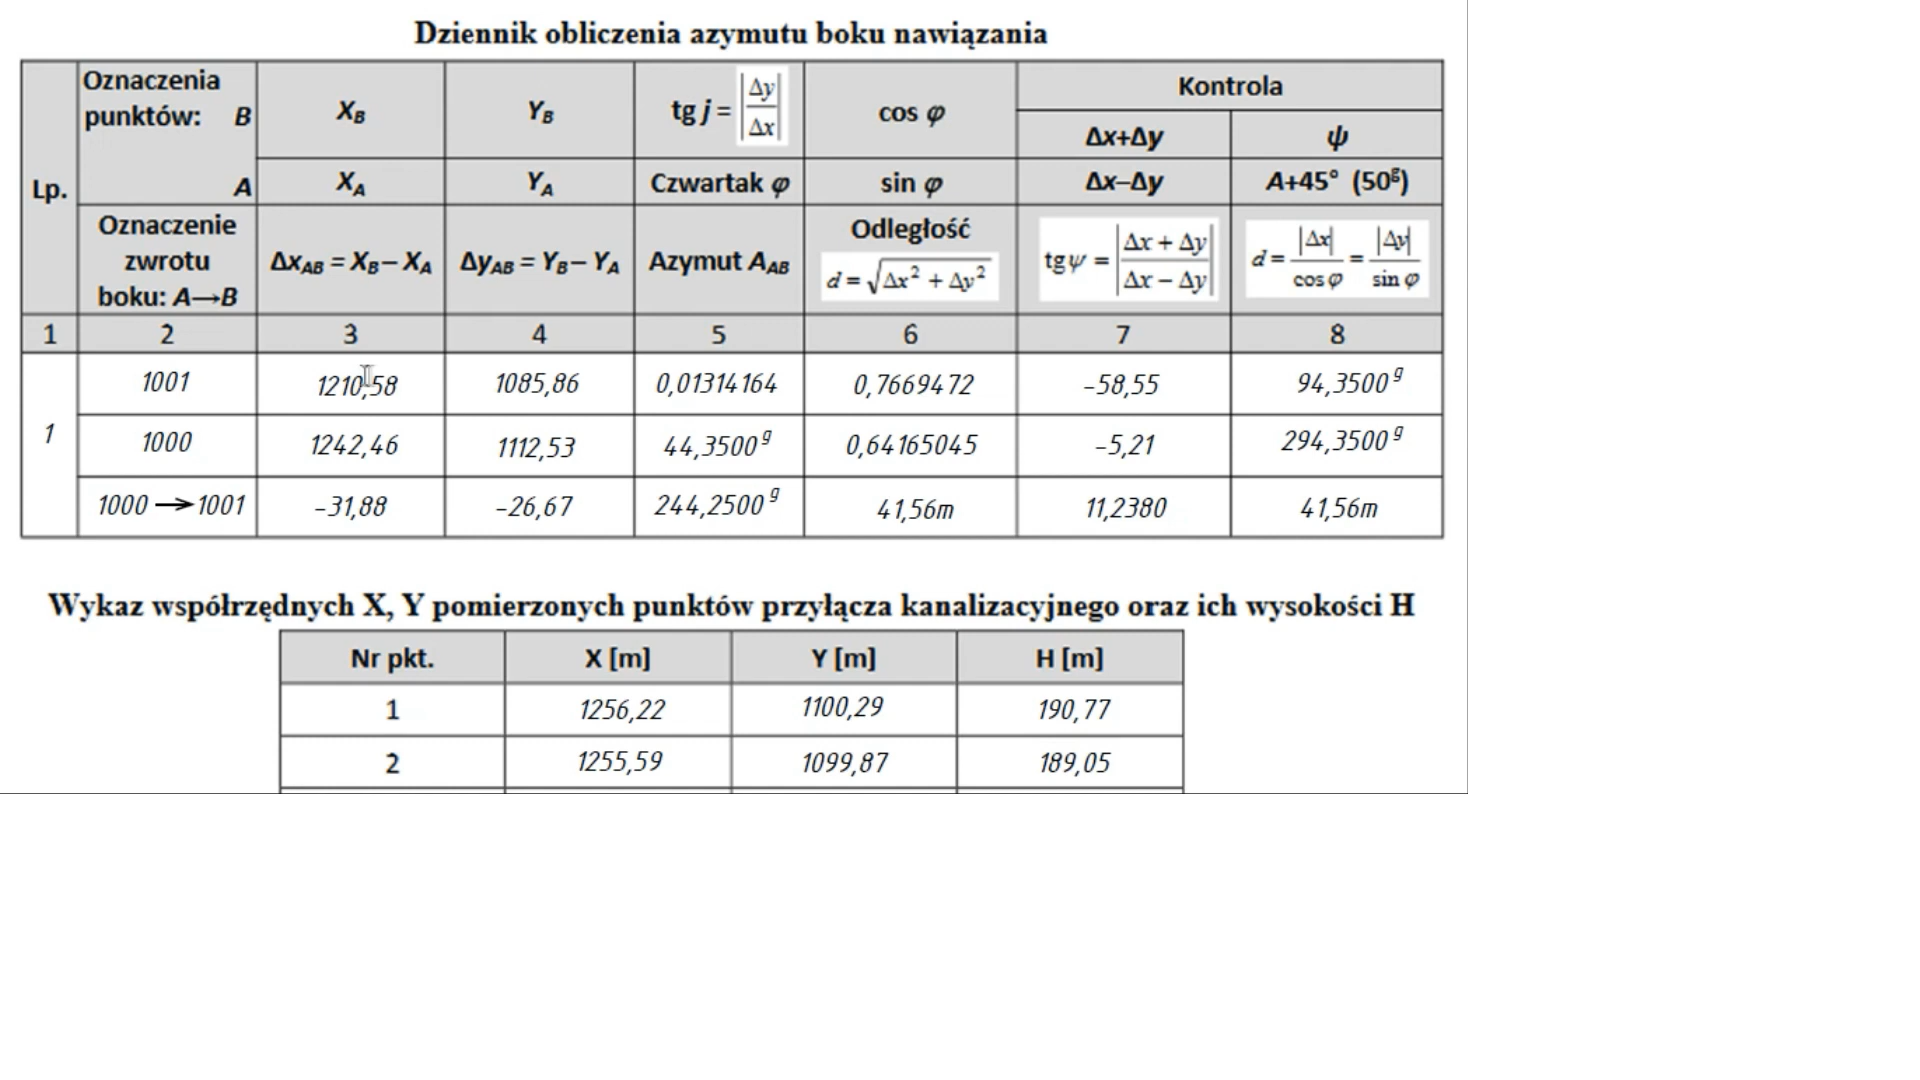 Dziennik obliczenia azymutu boku nawiązania
Lp.
Oznaczenia
punktów: B
A
Oznaczenie
zwrotu
boku: A→B
X_B
X_A
Δx_AB = X_B – X_A
Y_B
Y_A
Δy_AB = Y_B – Y_A
tg j = |Δy/Δx|
Czwartak φ
Azymut A_AB
cos φ
sin φ
Odległość
d = √Δx² + Δy²
Kontrola
Δx+Δy
Δx–Δy
tgψ = |Δx + Δy / Δx − Δy|
ψ
A+45° (50ᵍ)
d = |Δx|/cos φ = |Δy|/sin φ
1 2 3 4 5 6 7 8
1
1001 1210,58 1085,86 0,01314164 0,7669472 -58,55 94,3500ᵍ
1000 1242,46 1112,53 44,3500ᵍ 0,64165045 -5,21 294,3500ᵍ
1000 →1001 -31,88 -26,67 244,2500ᵍ 41,56m 11,2380 41,56m
Wykaz współrzędnych X, Y pomierzonych punktów przyłącza kanalizacyjnego oraz ich wysokości H
Nr pkt. X [m] Y [m] H [m]
1 1256,22 1100,29 190,77
2 1255,59 1099,87 189,05